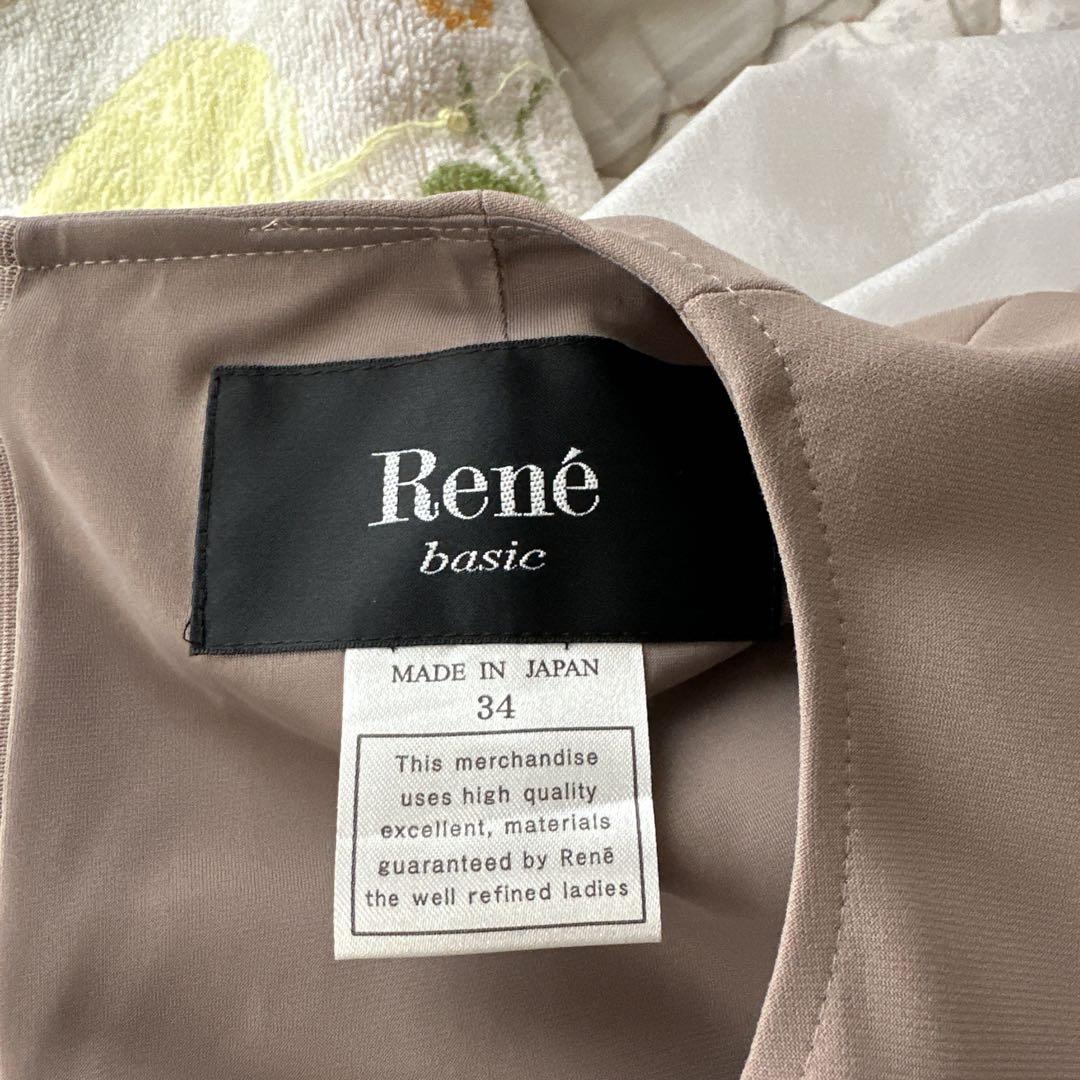 René
basic
MADE IN JAPAN
34
This merchandise
uses high quality
excellent, materials
guaranteed by Renē
the well refined ladies